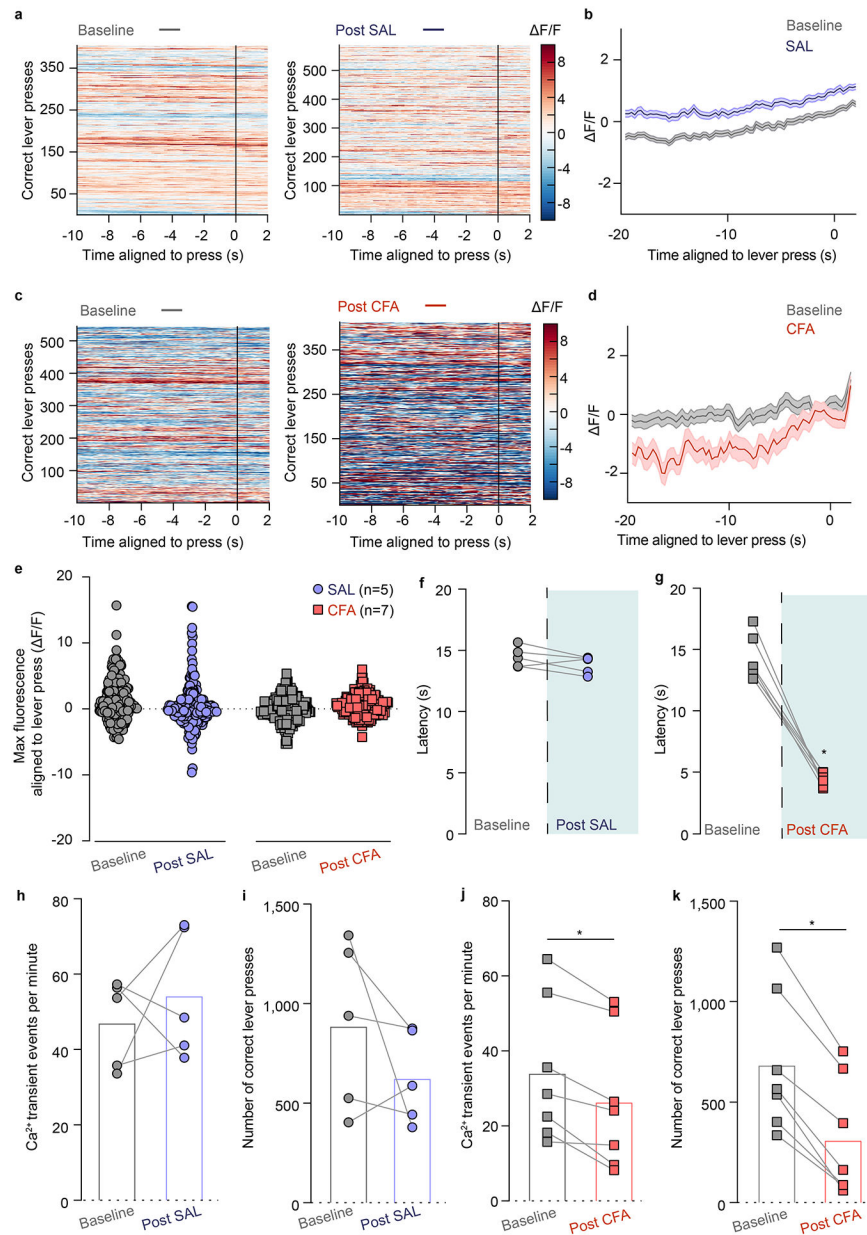 a
Baseline
Post SAL
ΔF/F
Correct lever presses
350
250
150
50
-10 -8 -6 -4 -2 0 2
Time aligned to press (s)
500
400
300
200
100
-10 -8 -6 -4 -2 0 2
Time aligned to press (s)
8
6
4
2
0
-2
-4
-6
-8
b
Baseline
SAL
ΔF/F
2
0
-2
-20 -10 0
Time aligned to lever press (s)
c
Baseline
Post CFA
ΔF/F
Correct lever presses
500
400
300
200
100
-10 -8 -6 -4 -2 0 2
Time aligned to press (s)
350
250
150
50
-10 -8 -6 -4 -2 0 2
Time aligned to press (s)
8
6
4
2
0
-2
-4
-6
-8
d
Baseline
CFA
ΔF/F
2
0
-2
-20 -10 0
Time aligned to lever press (s)
e
Max fluorescence
aligned to lever press (ΔF/F)
20
10
0
-10
-20
SAL (n=5)
CFA (n=7)
Baseline
Post SAL
Baseline
Post CFA
f
Latency (s)
20
15
10
5
0
Baseline
Post SAL
g
Latency (s)
20
15
10
5
0
*
Baseline
Post CFA
h
Ca²⁺ transient events per minute
80
60
40
20
0
Baseline
Post SAL
i
Number of correct lever presses
1,500
1,000
500
0
Baseline
Post SAL
j
Ca²⁺ transient events per minute
80
60
40
20
0
*
Baseline
Post CFA
k
Number of correct lever presses
1,500
1,000
500
0
*
Baseline
Post CFA